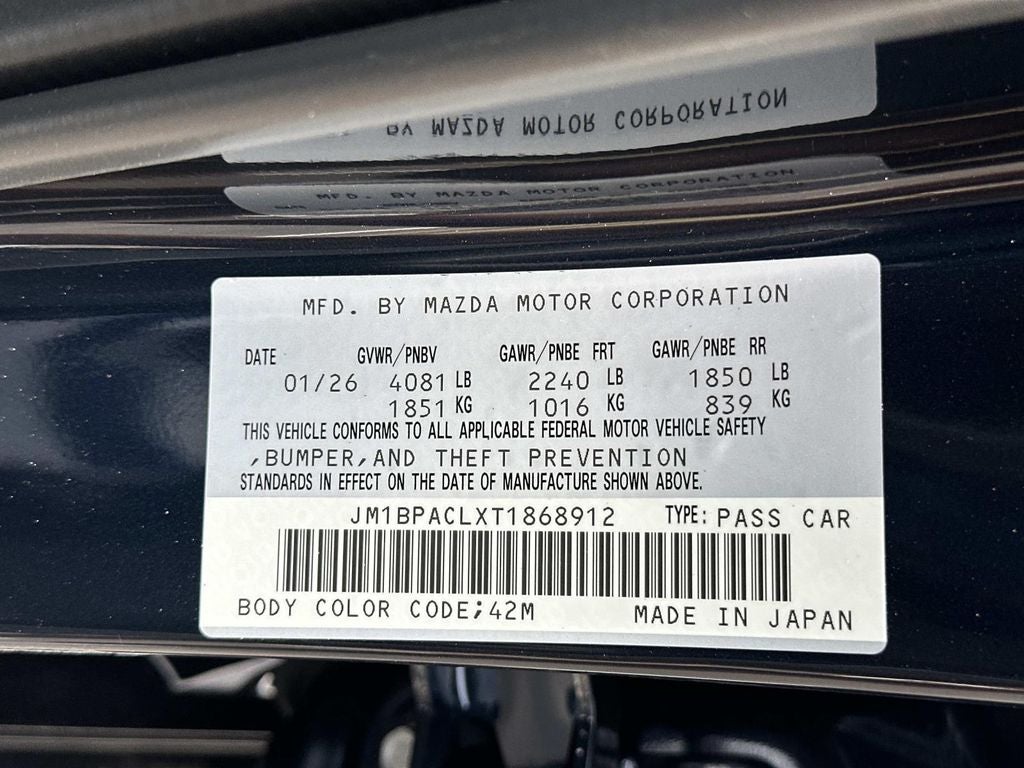 BY MAZDA MOTOR CORPORATION
MFD. BY MAZDA MOTOR CORPORATION
MFD. BY MAZDA MOTOR CORPORATION
DATE GVWR/PNBV GAWR/PNBE FRT GAWR/PNBE RR
01/26 4081 LB 2240 LB 1850 LB
1851 KG 1016 KG 839 KG
THIS VEHICLE CONFORMS TO ALL APPLICABLE FEDERAL MOTOR VEHICLE SAFETY
,BUMPER,AND THEFT PREVENTION
STANDARDS IN EFFECT ON THE DATE OF MANUFACTURE SHOWN ABOVE.
JM1BPACLXT1868912 TYPE: PASS CAR
BODY COLOR CODE;42M MADE IN JAPAN